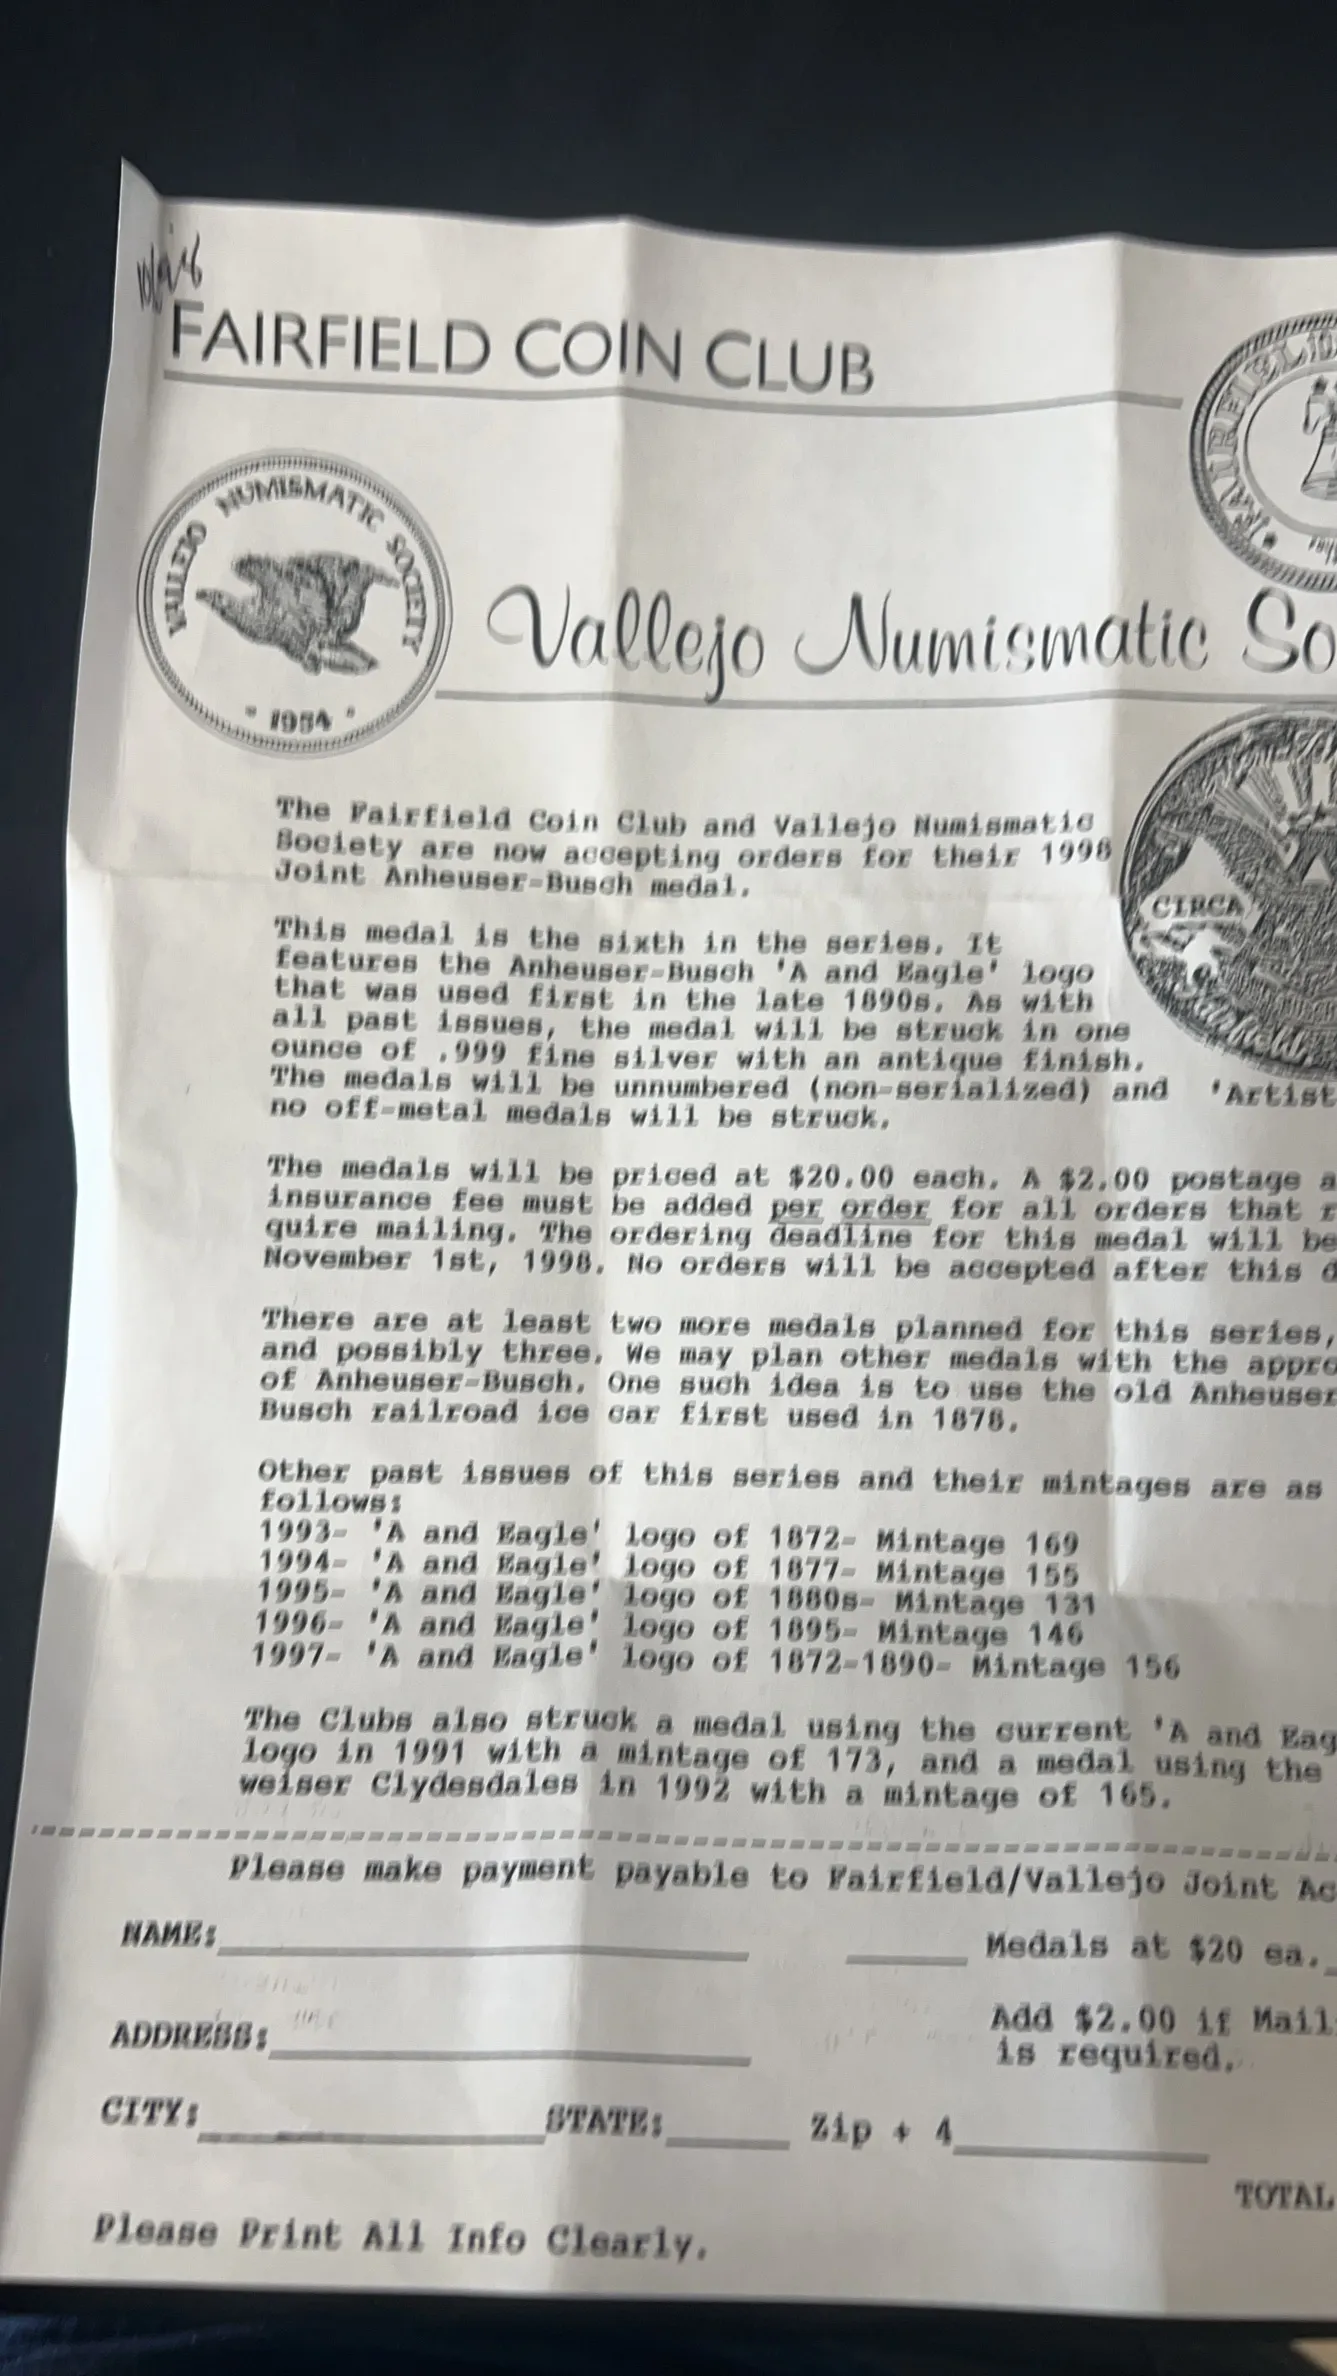 FAIRFIELD COIN CLUB
FAIRFIELD
VALLEJO NUMISMATIC SOCIETY
1954
Vallejo Numismatic So
CIRCA
The Fairfield Coin Club and Vallejo Numismatic
Society are now accepting orders for their 1998
Joint Anheuser-Busch medal.
This medal is the sixth in the series. It
features the Anheuser-Busch 'A and Eagle' logo
that was used first in the late 1890s. As with
all past issues, the medal will be struck in one
ounce of .999 fine silver with an antique finish.
The medals will be unnumbered (non-serialized) and
'Artist
no off-metal medals will be struck.
The medals will be priced at $20.00 each. A $2.00 postage a
insurance fee must be added per order for all orders that r
quire mailing. The ordering deadline for this medal will be
November 1st, 1998. No orders will be accepted after this d
There are at least two more medals planned for this series,
and possibly three. We may plan other medals with the appro
of Anheuser-Busch. One such idea is to use the old Anheuser
Busch railroad ice car first used in 1878.
Other past issues of this series and their mintages are as
follows:
1993- 'A and Eagle' logo of 1872- Mintage 169
1994- 'A and Eagle' logo of 1877- Mintage 155
1995- 'A and Eagle' logo of 1880s- Mintage 131
1996- 'A and Eagle' logo of 1895- Mintage 146
1997- 'A and Eagle' logo of 1872-1890- Mintage 156
The Clubs also struck a medal using the current 'A and Eag
logo in 1991 with a mintage of 173, and a medal using the
weiser Clydesdales in 1992 with a mintage of 165.
Please make payment payable to Fairfield/Vallejo Joint Ac
NAME:
Medals at $20 ea.
ADDRESS:
Add $2.00 if Mail
is required.
CITY: STATE: Zip + 4
TOTAL
Please Print All Info Clearly.